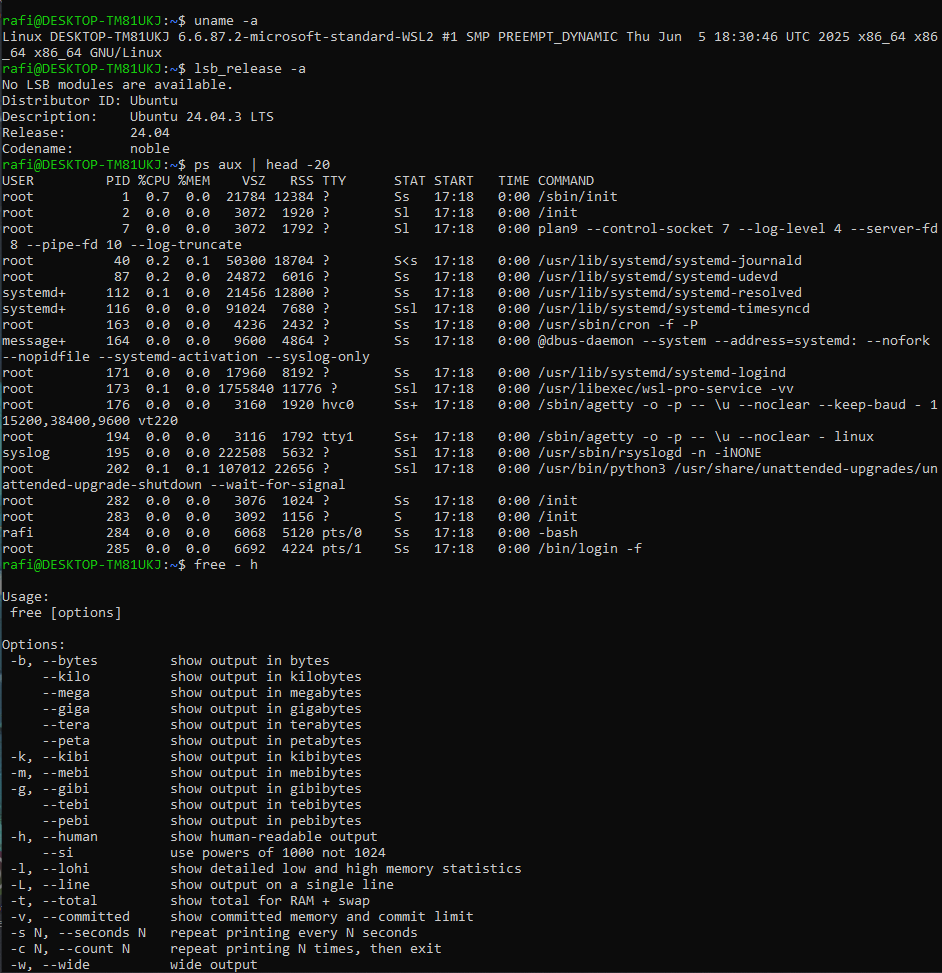 rafi@DESKTOP-TM81UKJ:~$ uname -a
Linux DESKTOP-TM81UKJ 6.6.87.2-microsoft-standard-WSL2 #1 SMP PREEMPT_DYNAMIC Thu Jun  5 18:30:46 UTC 2025 x86_64 x86
_64 x86_64 GNU/Linux
rafi@DESKTOP-TM81UKJ:~$ lsb_release -a
No LSB modules are available.
Distributor ID: Ubuntu
Description:    Ubuntu 24.04.3 LTS
Release:        24.04
Codename:       noble
rafi@DESKTOP-TM81UKJ:~$ ps aux | head -20
USER         PID %CPU %MEM    VSZ   RSS TTY      STAT START   TIME COMMAND
root           1  0.7  0.0  21784 12384 ?        Ss   17:18   0:00 /sbin/init
root           2  0.0  0.0   3072  1920 ?        Sl   17:18   0:00 /init
root           7  0.0  0.0   3072  1792 ?        Sl   17:18   0:00 plan9 --control-socket 7 --log-level 4 --server-fd
 8 --pipe-fd 10 --log-truncate
root          40  0.2  0.1  50300 18704 ?        S<s  17:18   0:00 /usr/lib/systemd/systemd-journald
root          87  0.2  0.0  24872  6016 ?        Ss   17:18   0:00 /usr/lib/systemd/systemd-udevd
systemd+     112  0.1  0.0  21456 12800 ?        Ss   17:18   0:00 /usr/lib/systemd/systemd-resolved
systemd+     116  0.0  0.0  91024  7680 ?        Ssl  17:18   0:00 /usr/lib/systemd/systemd-timesyncd
root         163  0.0  0.0   4236  2432 ?        Ss   17:18   0:00 /usr/sbin/cron -f -P
message+     164  0.0  0.0   9600  4864 ?        Ss   17:18   0:00 @dbus-daemon --system --address=systemd: --nofork
--nopidfile --systemd-activation --syslog-only
root         171  0.0  0.0  17960  8192 ?        Ss   17:18   0:00 /usr/lib/systemd/systemd-logind
root         173  0.1  0.0 1755840 11776 ?       Ssl  17:18   0:00 /usr/libexec/wsl-pro-service -vv
root         176  0.0  0.0   3160  1920 hvc0     Ss+  17:18   0:00 /sbin/agetty -o -p -- \u --noclear --keep-baud - 1
15200,38400,9600 vt220
root         194  0.0  0.0   3116  1792 tty1     Ss+  17:18   0:00 /sbin/agetty -o -p -- \u --noclear - linux
syslog       195  0.0  0.0 222508  5632 ?        Ssl  17:18   0:00 /usr/sbin/rsyslogd -n -iNONE
root         202  0.1  0.1 107012 22656 ?        Ssl  17:18   0:00 /usr/bin/python3 /usr/share/unattended-upgrades/un
attended-upgrade-shutdown --wait-for-signal
root         282  0.0  0.0   3076  1024 ?        Ss   17:18   0:00 /init
root         283  0.0  0.0   3092  1156 ?        S    17:18   0:00 /init
rafi         284  0.0  0.0   6068  5120 pts/0    Ss   17:18   0:00 -bash
root         285  0.0  0.0   6692  4224 pts/1    Ss   17:18   0:00 /bin/login -f
rafi@DESKTOP-TM81UKJ:~$ free - h

Usage:
 free [options]

Options:
 -b, --bytes         show output in bytes
     --kilo          show output in kilobytes
     --mega          show output in megabytes
     --giga          show output in gigabytes
     --tera          show output in terabytes
     --peta          show output in petabytes
 -k, --kibi          show output in kibibytes
 -m, --mebi          show output in mebibytes
 -g, --gibi          show output in gibibytes
     --tebi          show output in tebibytes
     --pebi          show output in pebibytes
 -h, --human         show human-readable output
     --si            use powers of 1000 not 1024
 -l, --lohi          show detailed low and high memory statistics
 -L, --line          show output on a single line
 -t, --total         show total for RAM + swap
 -v, --committed     show committed memory and commit limit
 -s N, --seconds N   repeat printing every N seconds
 -c N, --count N     repeat printing N times, then exit
 -w, --wide          wide output